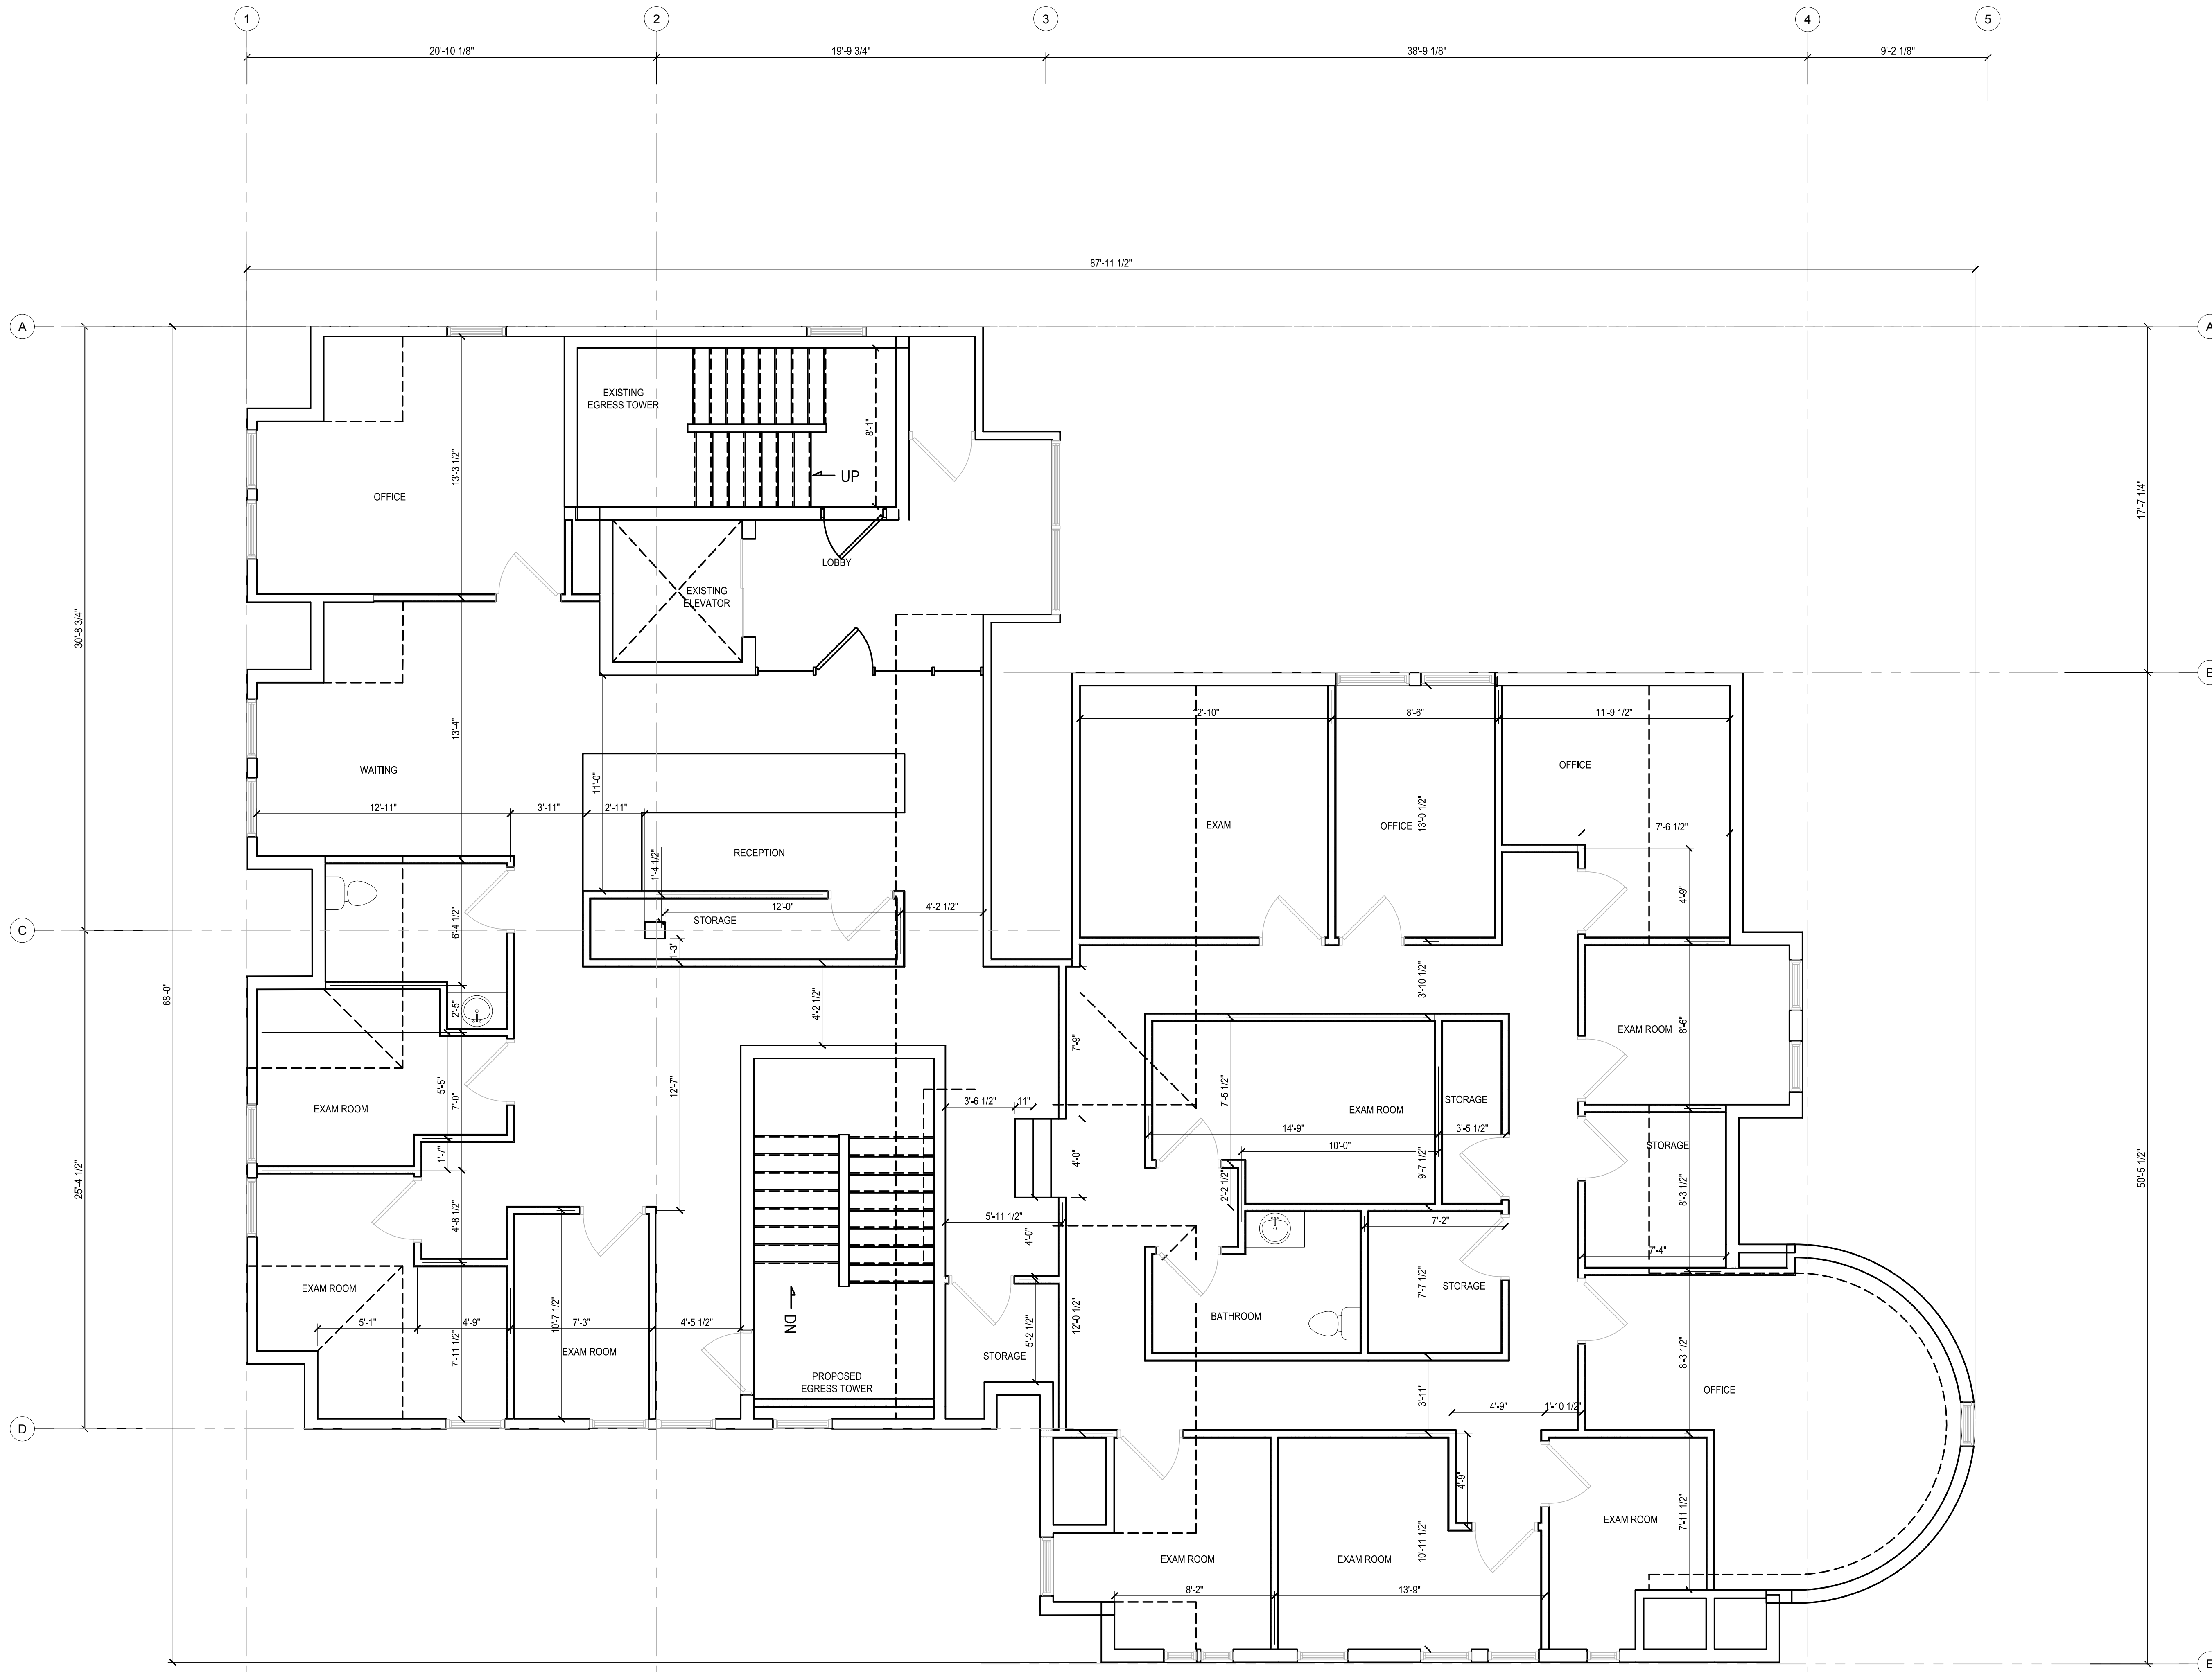 1
2
3
4
5
20'-10 1/8"
19'-9 3/4"
38'-9 1/8"
9'-2 1/8"
87'-11 1/2"
A
A
30'-8 3/4"
68'-0"
17'-7 1/4"
EXISTING
EGRESS TOWER
8'-1"
UP
13'-3 1/2"
OFFICE
LOBBY
EXISTING
ELEVATOR
B
12'-10"
8'-6"
11'-9 1/2"
13'-4"
WAITING
11'-0"
OFFICE
12'-11"
3'-11"
2'-11"
EXAM
OFFICE
13'-0 1/2"
7'-6 1/2"
RECEPTION
1'-4 1/2"
4'-9"
12'-0"
4'-2 1/2"
STORAGE
C
6'-4 1/2"
1'-3"
3'-10 1/2"
2'-5"
4'-2 1/2"
EXAM ROOM
8'-6"
7'-9"
5'-5"
7'-0"
12'-7"
7'-5 1/2"
EXAM ROOM
3'-6 1/2"
11"
EXAM ROOM
STORAGE
14'-9"
3'-5 1/2"
10'-0"
STORAGE
1'-7"
4'-0"
9'-7 1/2"
2'-2 1/2"
25'-4 1/2"
50'-5 1/2"
8'-3 1/2"
4'-8 1/2"
5'-11 1/2"
7'-2"
4'-0"
7'-4"
EXAM ROOM
STORAGE
10'-7 1/2"
DN
BATHROOM
7'-7 1/2"
5'-1"
4'-9"
7'-3"
4'-5 1/2"
12'-0 1/2"
5'-2 1/2"
7'-11 1/2"
EXAM ROOM
STORAGE
8'-3 1/2"
PROPOSED
EGRESS TOWER
OFFICE
3'-11"
4'-9"
1'-10 1/2"
D
4'-9"
EXAM ROOM
7'-11 1/2"
10'-11 1/2"
EXAM ROOM
EXAM ROOM
8'-2"
13'-9"